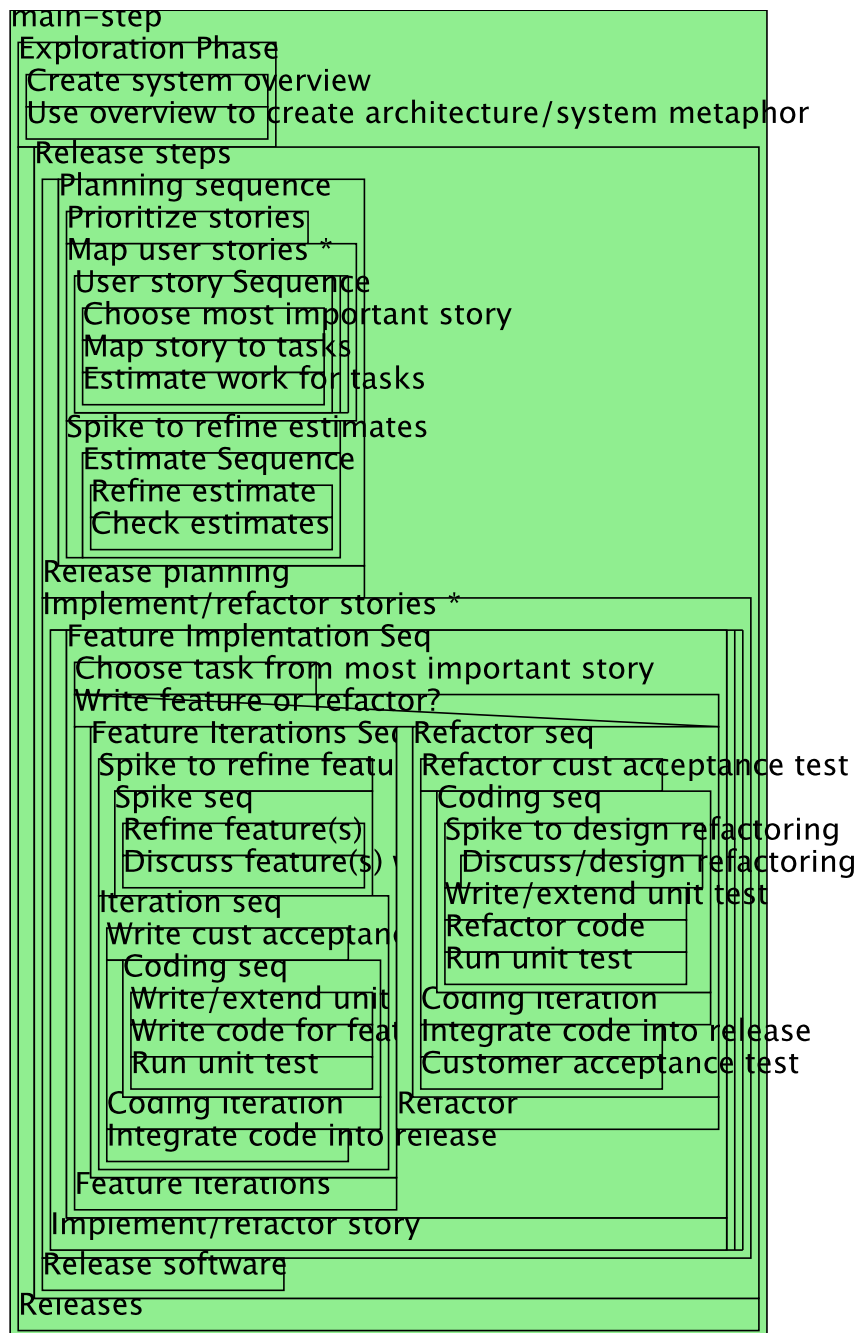 main-step
Exploration Phase
Create system overview
Use overview to create architecture/system metaphor
Release steps
Planning sequence
Prioritize stories
Map user stories *
User story Sequence
Choose most important story
Map story to tasks
Estimate work for tasks
Spike to refine estimates
Estimate Sequence
Refine estimate
Check estimates
Release planning
Implement/refactor stories *
Feature Implentation Seq
Choose task from most important story
Write feature or refactor?
Feature Iterations Seq
Spike to refine featu
Spike seq
Refine feature(s)
Discuss feature(s)
Iteration seq
Write cust acceptan
Coding seq
Write/extend unit
Write code for feat
Run unit test
Coding iteration
Integrate code into release
Feature iterations
Refactor seq
Refactor cust acceptance test
Coding seq
Spike to design refactoring
Discuss/design refactoring
Write/extend unit test
Refactor code
Run unit test
Coding iteration
Integrate code into release
Customer acceptance test
Refactor
Implement/refactor story
Release software
Releases